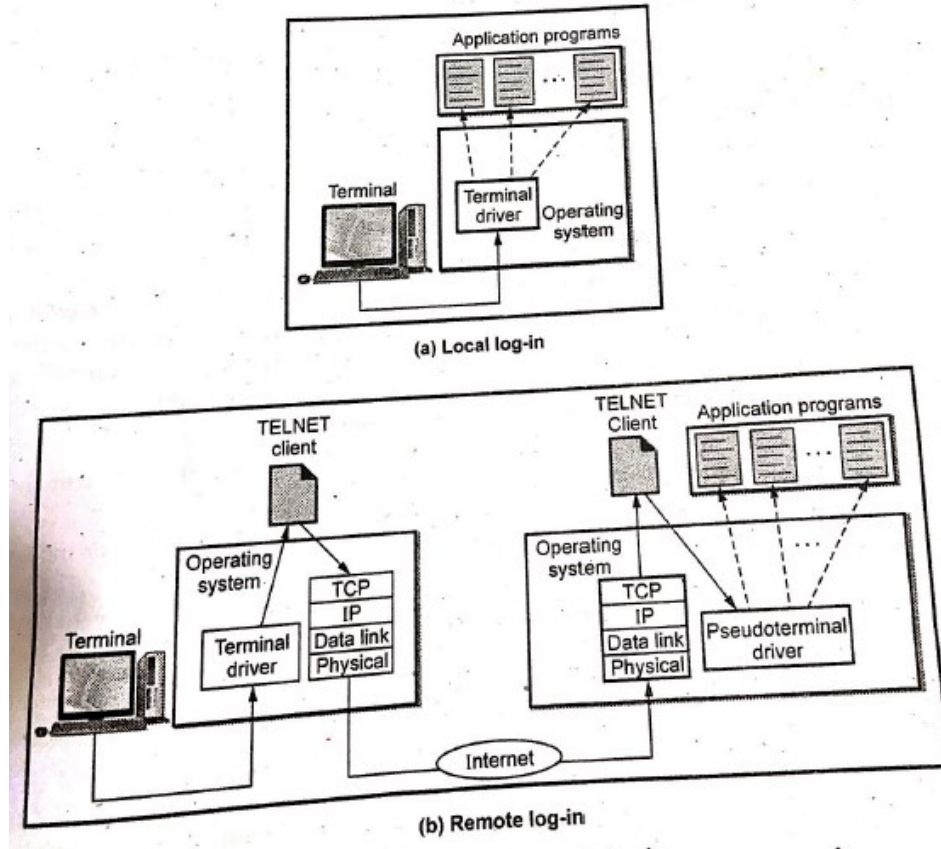 Application programs
Terminal
Terminal
driver
Operating
system
(a) Local log-in
TELNET
client
TELNET
Client
Application programs
Operating
system
TCP
IP
Data link
Physical
Terminal
driver
Terminal
Operating
system
TCP
IP
Data link
Physical
Pseudoterminal
driver
Internet
(b) Remote log-in